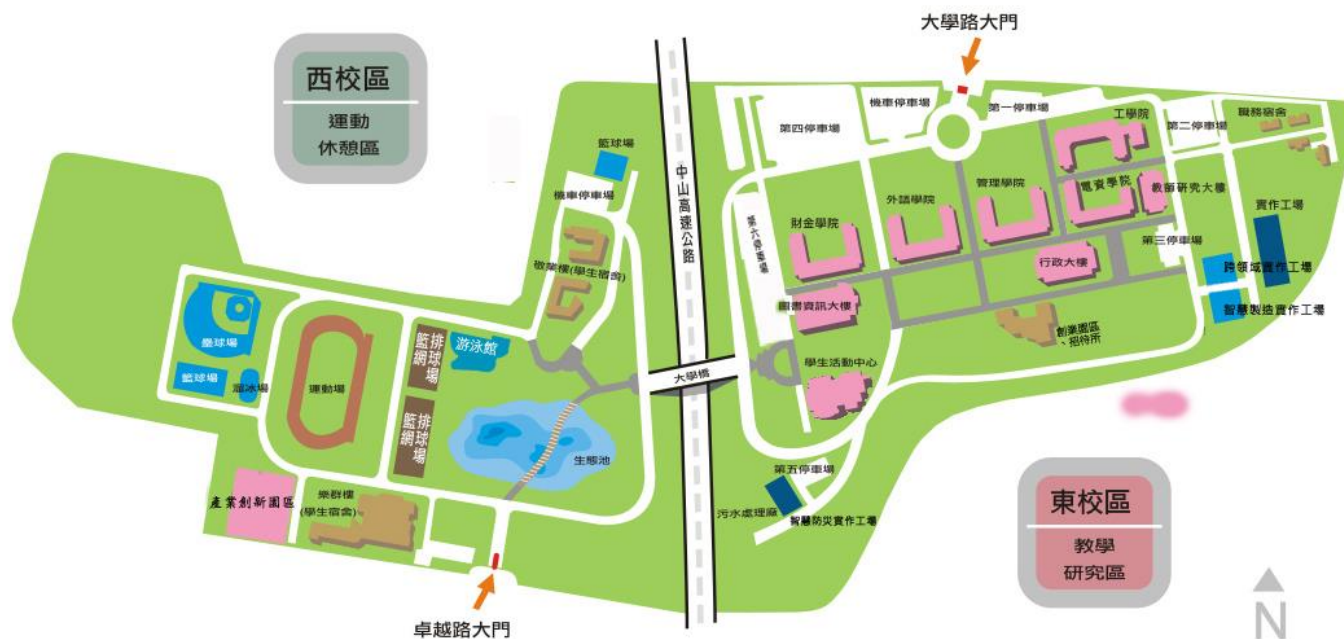 大學路大門
西校區
運動
休憩區
籃球場
機車停車場
中山高速公路
第四停車場
機車停車場
第一停車場
工學院
第二停車場
職務宿舍
電資學院
教師研究大樓
管理學院
外語學院
財金學院
第六停車場
實作工場
第三停車場
行政大樓
跨領域實作工場
智慧製造實作工場
圖書資訊大樓
創業園區
、招待所
敬業樓(學生宿舍)
壘球場
籃球場
溜冰場
運動場
排球場
籃網
游泳館
大學橋
學生活動中心
排球場
籃網
生態池
第五停車場
污水處理廠
智慧防災實作工場
產業創新園區
樂群樓
(學生宿舍)
卓越路大門
東校區
教學
研究區
N